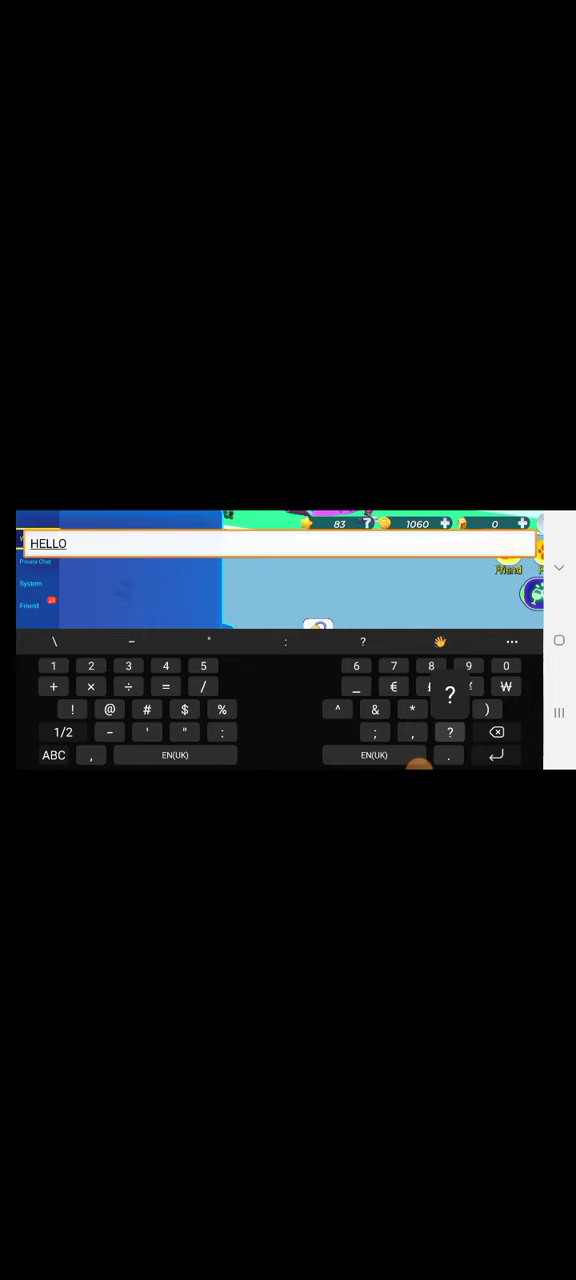 83 ? 1060 0
HELLO
Private Chat
Friend
System
Friend 24
\ - ° : ? 👋 •••
1 2 3 4 5 6 7 8 9 0
+ × ÷ = / _ € ₩
! @ # $ % ^ & * ? )
1/2 - ' " : ; , ?
ABC , EN(UK) EN(UK) .